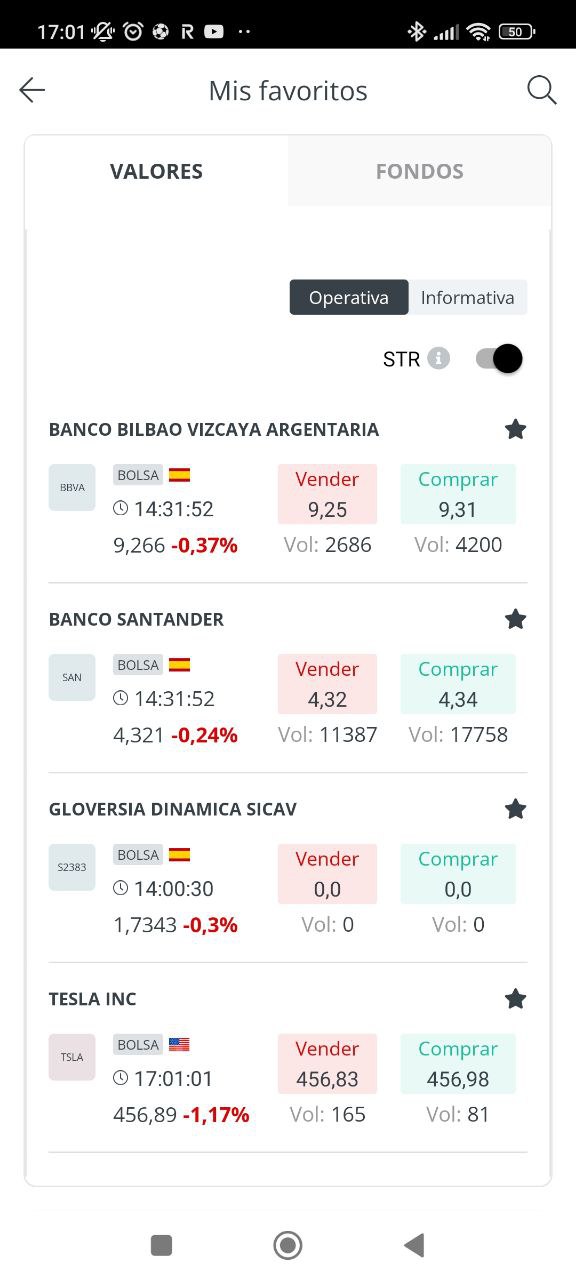 17:01
50
Mis favoritos
VALORES
FONDOS
Operativa
Informativa
STR
BANCO BILBAO VIZCAYA ARGENTARIA
BBVA
BOLSA
14:31:52
9,266 -0,37%
Vender
9,25
Vol: 2686
Comprar
9,31
Vol: 4200
BANCO SANTANDER
SAN
BOLSA
14:31:52
4,321 -0,24%
Vender
4,32
Vol: 11387
Comprar
4,34
Vol: 17758
GLOVERSIA DINAMICA SICAV
S2383
BOLSA
14:00:30
1,7343 -0,3%
Vender
0,0
Vol: 0
Comprar
0,0
Vol: 0
TESLA INC
TSLA
BOLSA
17:01:01
456,89 -1,17%
Vender
456,83
Vol: 165
Comprar
456,98
Vol: 81